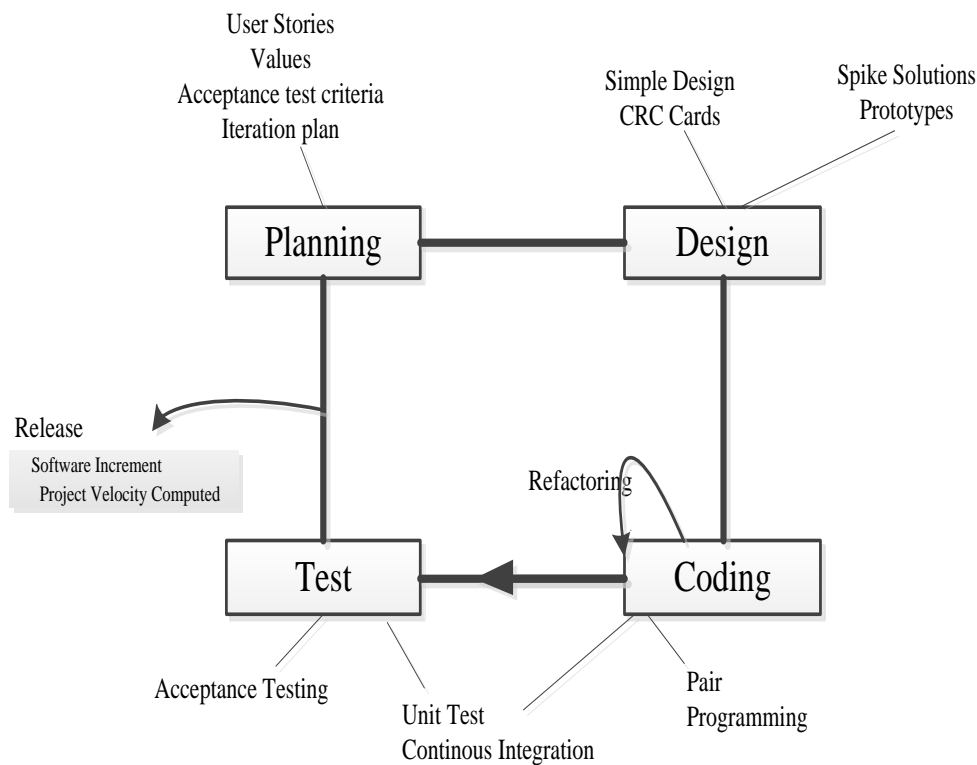 User Stories
Values
Acceptance test criteria
Iteration plan
Simple Design
CRC Cards
Spike Solutions
Prototypes
Planning
Design
Release
Software Increment
Project Velocity Computed
Refactoring
Test
Coding
Acceptance Testing
Unit Test
Continous Integration
Pair
Programming